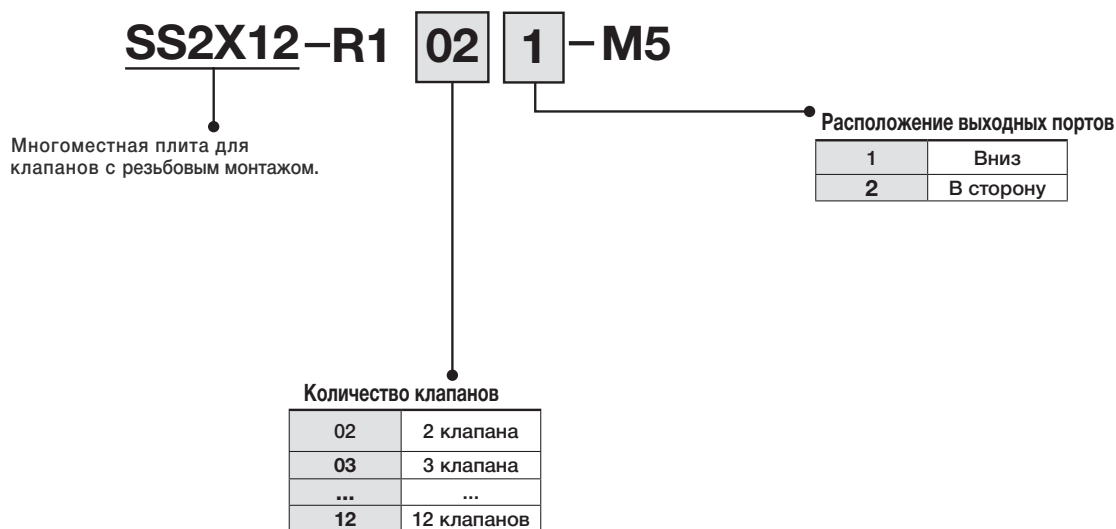 SS2X12–R1 02 1 –M5
Многоместная плита для
клапанов с резьбовым монтажом.
Расположение выходных портов
1 Вниз
2 В сторону
Количество клапанов
02 2 клапана
03 3 клапана
... ...
12 12 клапанов